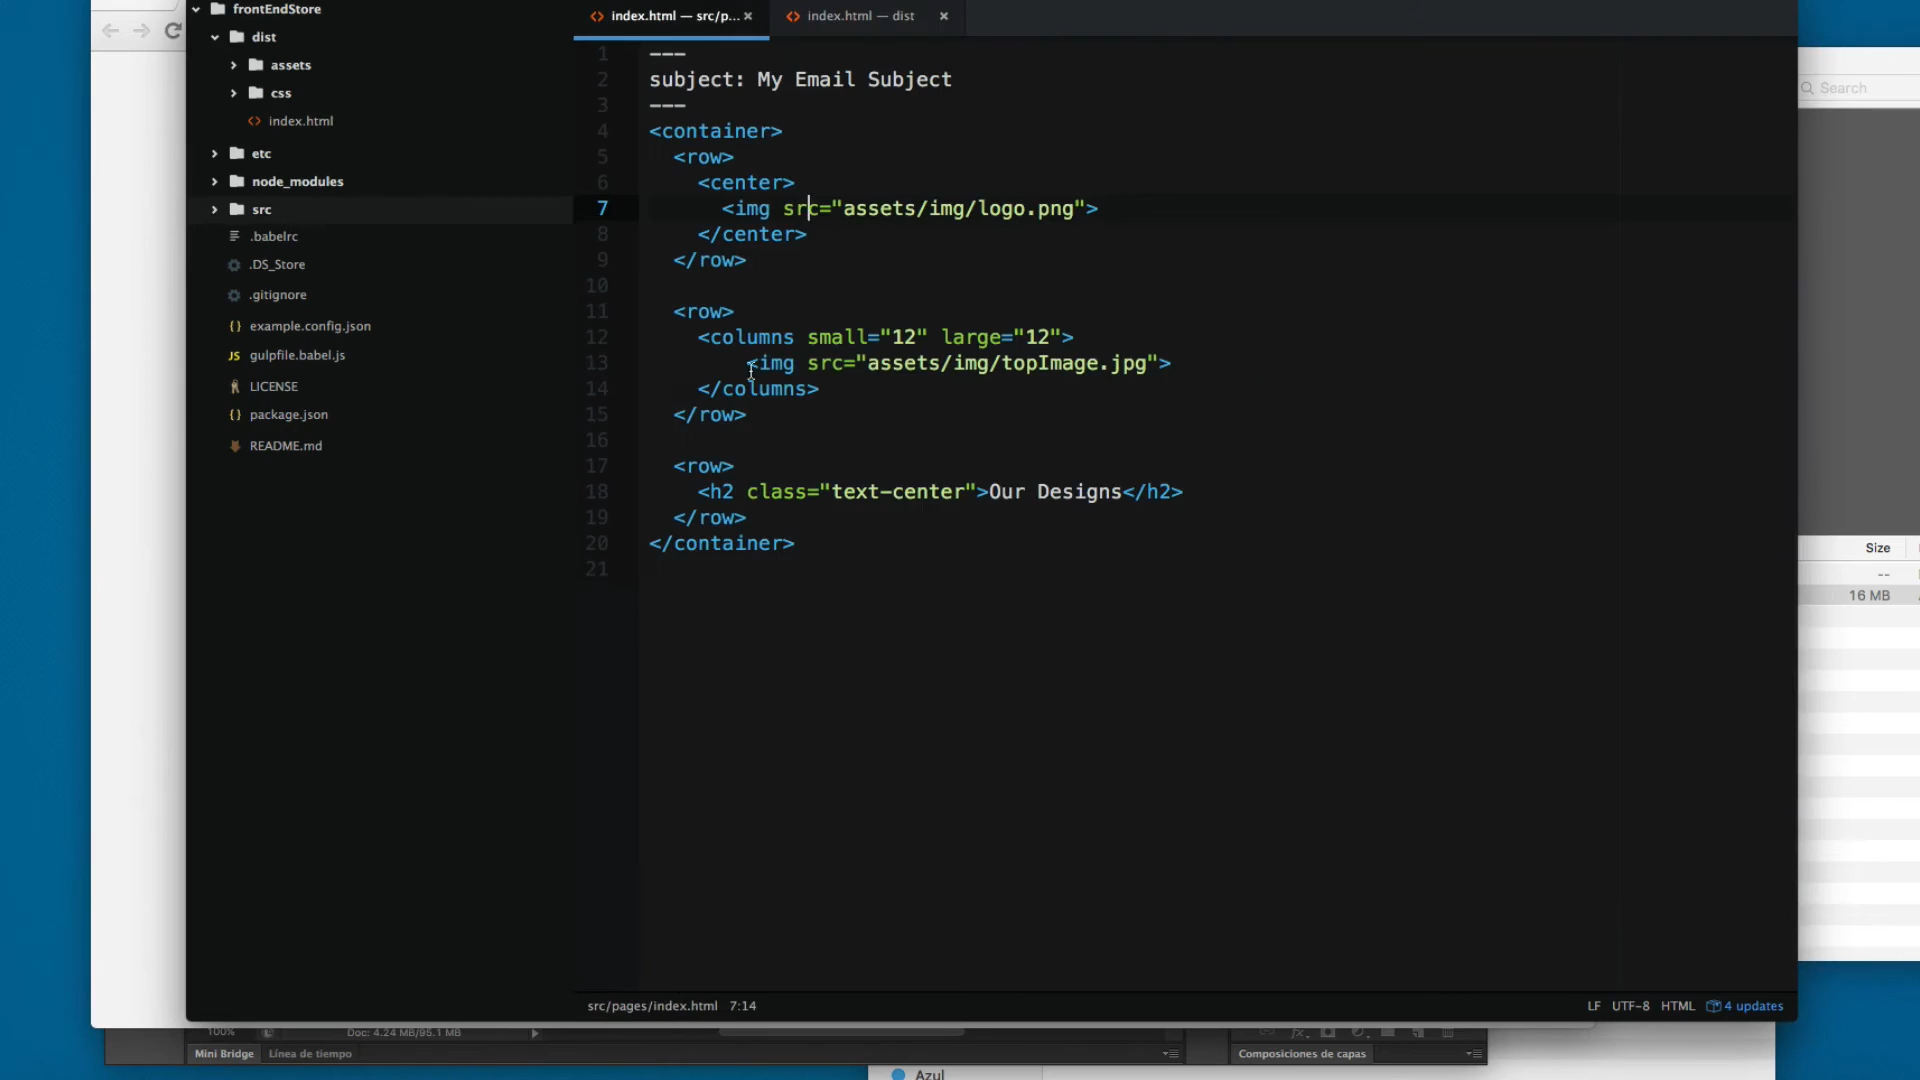 frontEndStore
dist
assets
css
index.html
etc
node_modules
src
.babelrc
.DS_Store
.gitignore
example.config.json
gulpfile.babel.js
LICENSE
package.json
README.md
index.html — src/p...
index.html — dist
1 ---
2 subject: My Email Subject
3 ---
4 <container>
5 <row>
6 <center>
7 <img src="assets/img/logo.png">
8 </center>
9 </row>
10
11 <row>
12 <columns small="12" large="12">
13 <img src="assets/img/topImage.jpg">
14 </columns>
15 </row>
16
17 <row>
18 <h2 class="text-center">Our Designs</h2>
19 </row>
20 </container>
21
src/pages/index.html 7:14
LF UTF-8 HTML 4 updates
Search
Size
--
16 MB
100% Doc: 4.24 MB/95.1 MB
Mini Bridge Línea de tiempo
Composiciones de capas
Azul